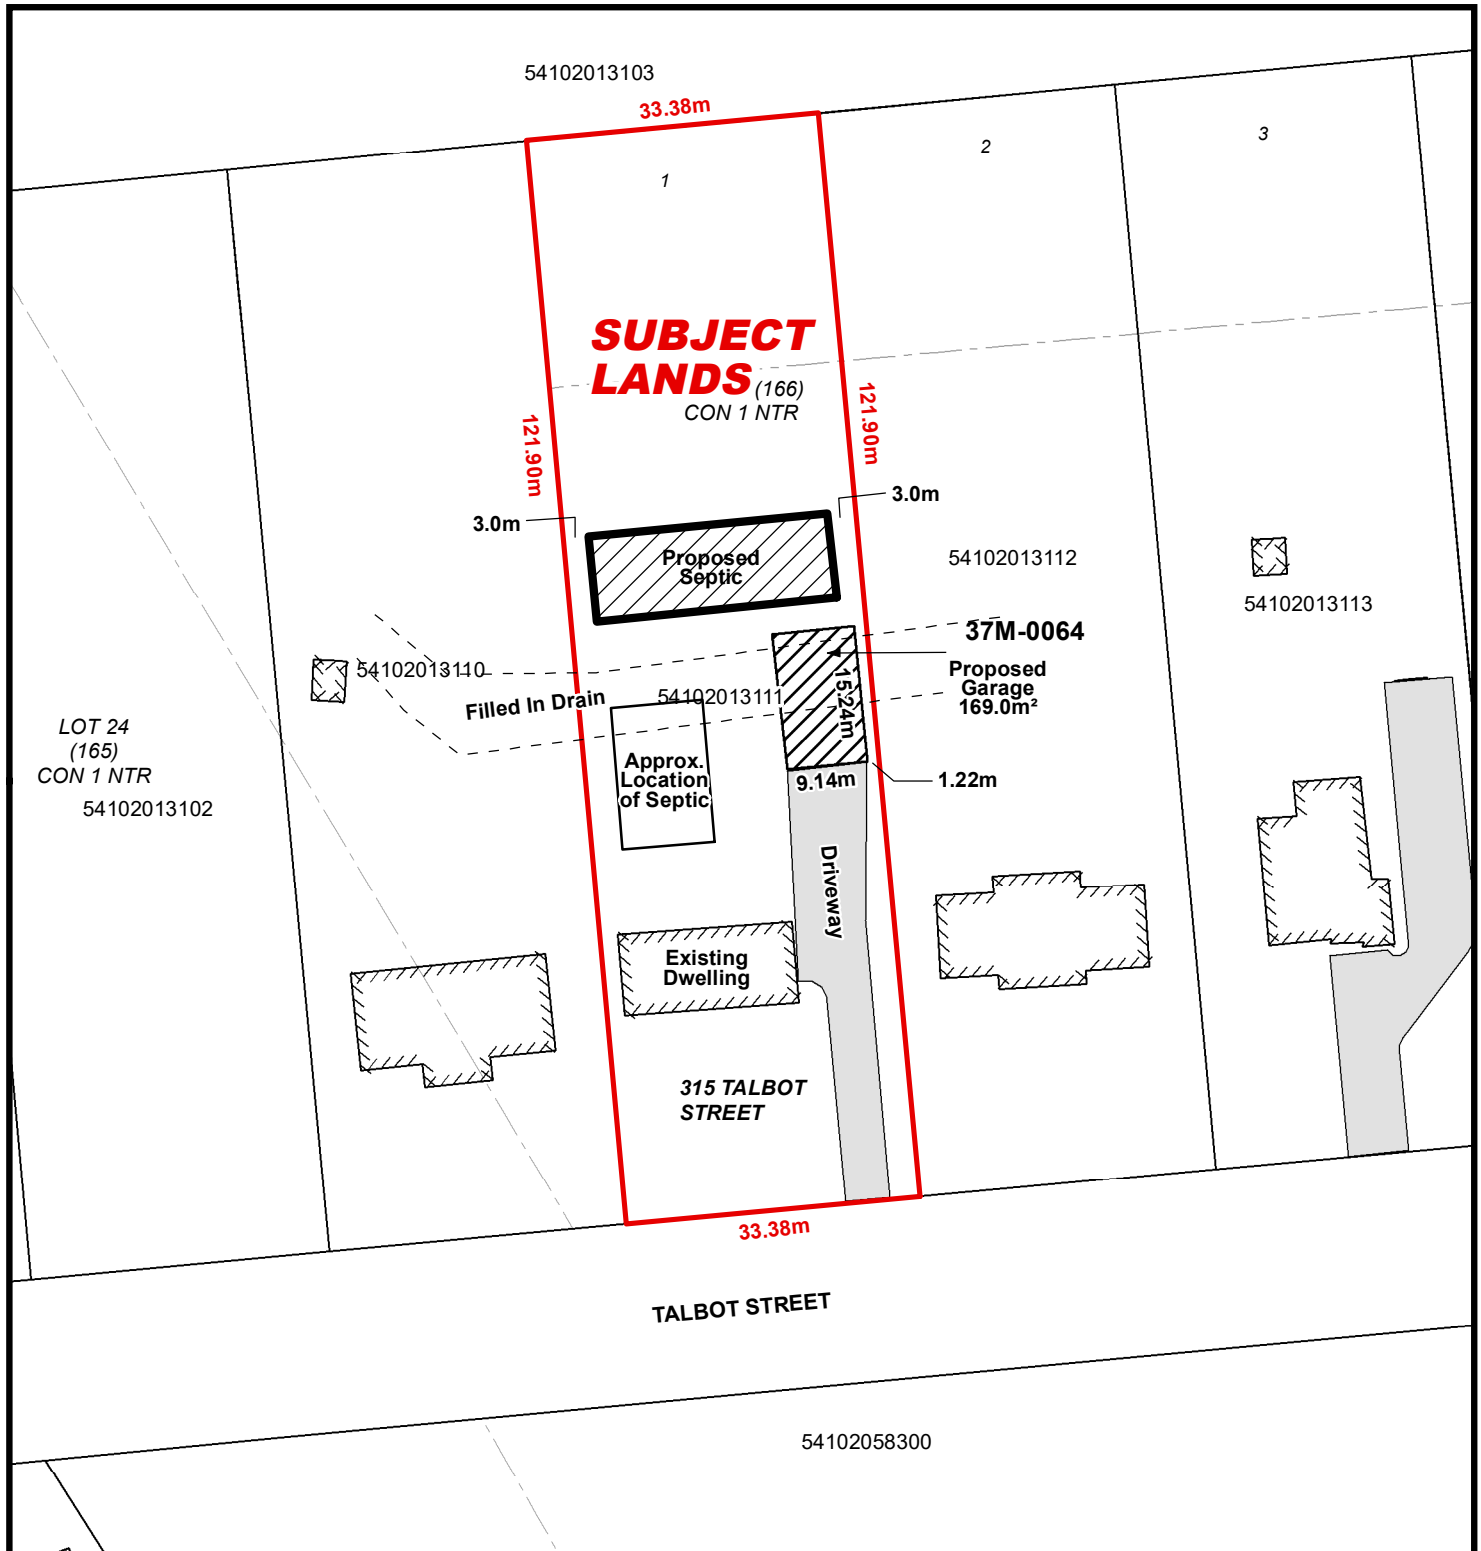 54102013103
33.38m
1
2
3
SUBJECT
LANDS (166)
CON 1 NTR
121.90m
121.90m
3.0m
3.0m
Proposed
Septic
54102013112
54102013113
37M-0064
54102013110
Filled In Drain
54102013111
15.24m
Proposed
Garage
169.0m²
LOT 24
(165)
CON 1 NTR
54102013102
Approx.
Location
of Septic
9.14m
1.22m
Driveway
Existing
Dwelling
315 TALBOT
STREET
33.38m
TALBOT STREET
54102058300